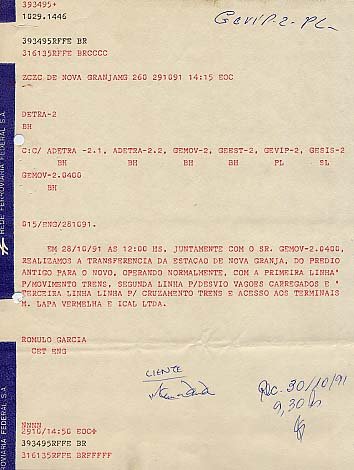 393495+
1029.1446
GEVIP-2-PL
393495RFFE BR
316135RFFE BRCCCC
ZCZC DE NOVA GRANJAMG 260 291091 14:15 EOC
DETRA-2
BH
C:C/ ADETRA -2.1, ADETRA-2.2, GEMOV-2, GEEST-2, GEVIP-2, GESIS-2
BH BH BH BH PL SL
GEMOV-2.0400
BH
015/ENG/281091.
EM 28/10/91 AS 12:00 HS. JUNTAMENTE COM O SR. GEMOV-2.0400,
REALIZAMOS A TRANSFERENCIA DA ESTACAO DE NOVA GRANJA, DO PREDIO
ANTIGO PARA O NOVO, OPERANDO NORMALMENTE, COM A PRIMEIRA LINHA
P/MOVIMENTO TRENS, SEGUNDA LINHA P/DESVIO VAGOES CARREGADOS E
TERCEIRA LINHA LINHA P/ CRUZAMENTO TRENS E ACESSO AOS TERMINAIS
M. LAPA VERMELHA E ICAL LTDA.
ROMULO GARCIA
CET ENG
CIENTE
Rec. 30/10/91
9,30 h
NNNN
2910/14:50 EOC+
393495RFFE BR
316135RFFE BRFFFFF
REDE FERROVIARIA FEDERAL S.A.
ROVIARIA FEDERAL S.A.